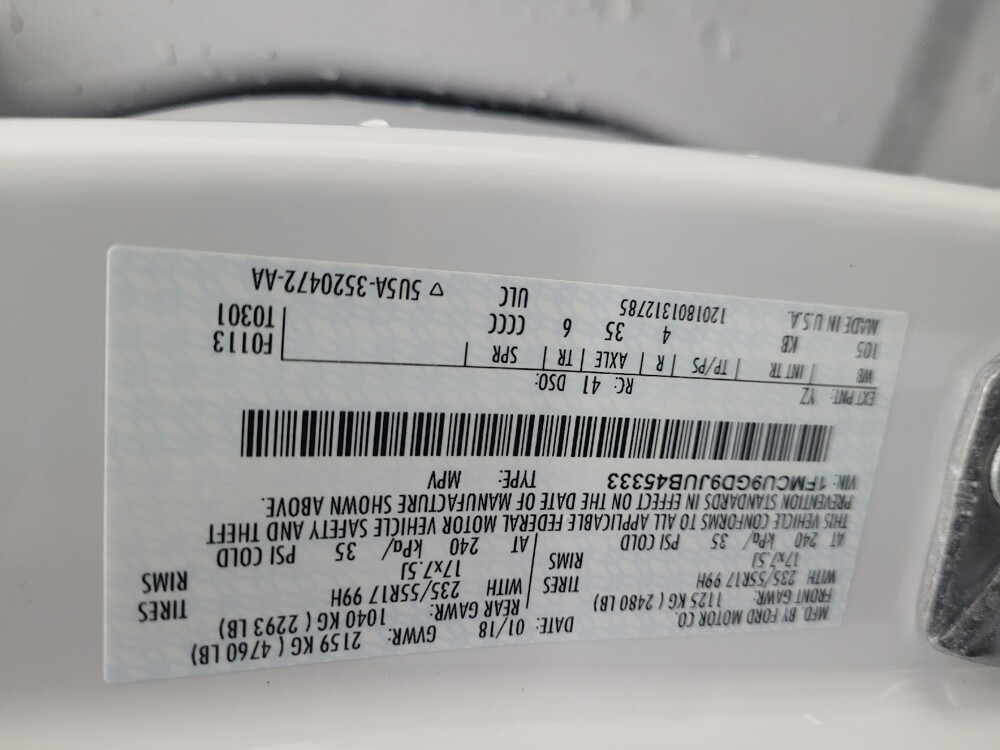 MFD. BY FORD MOTOR CO.
DATE: 01/18 GVWR: 2159 KG ( 4760 LB)
FRONT GAWR: 1125 KG ( 2480 LB) REAR GAWR: 1040 KG ( 2293 LB)
WITH 235/55R17 99H TIRES WITH 235/55R17 99H TIRES
17x7.5J RIMS 17x7.5J RIMS
AT 240 kPa/ 35 PSI COLD AT 240 kPa/ 35 PSI COLD
THIS VEHICLE CONFORMS TO ALL APPLICABLE FEDERAL MOTOR VEHICLE SAFETY AND THEFT
PREVENTION STANDARDS IN EFFECT ON THE DATE OF MANUFACTURE SHOWN ABOVE.
VIN: 1FMCU9GD9JUB45333 TYPE: MPV
EXT PNT: YZ RC: 41 DSO:
WB | INT TR | TP/PS | R | AXLE | TR | SPR | F0113
105 KB 4 35 6 CCCC T0301
MADE IN U.S.A. 1201801312785 ULC ▽ 5U5A-3520472-AA